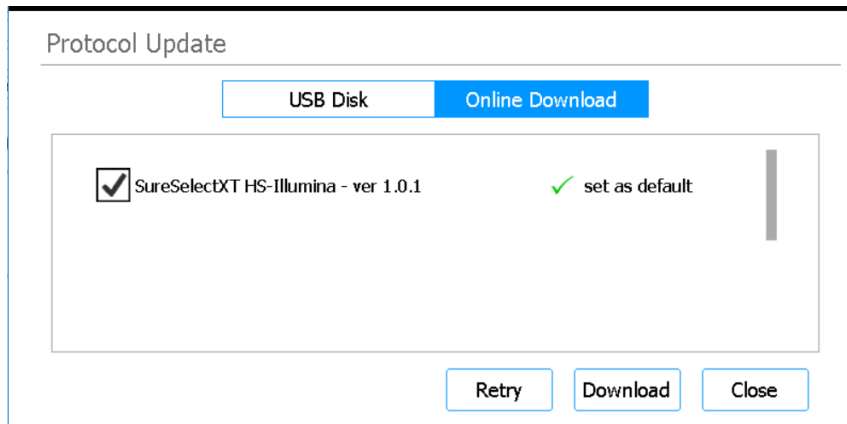 Protocol Update
USB Disk Online Download
SureSelectXT HS-Illumina - ver 1.0.1 set as default
Retry Download Close